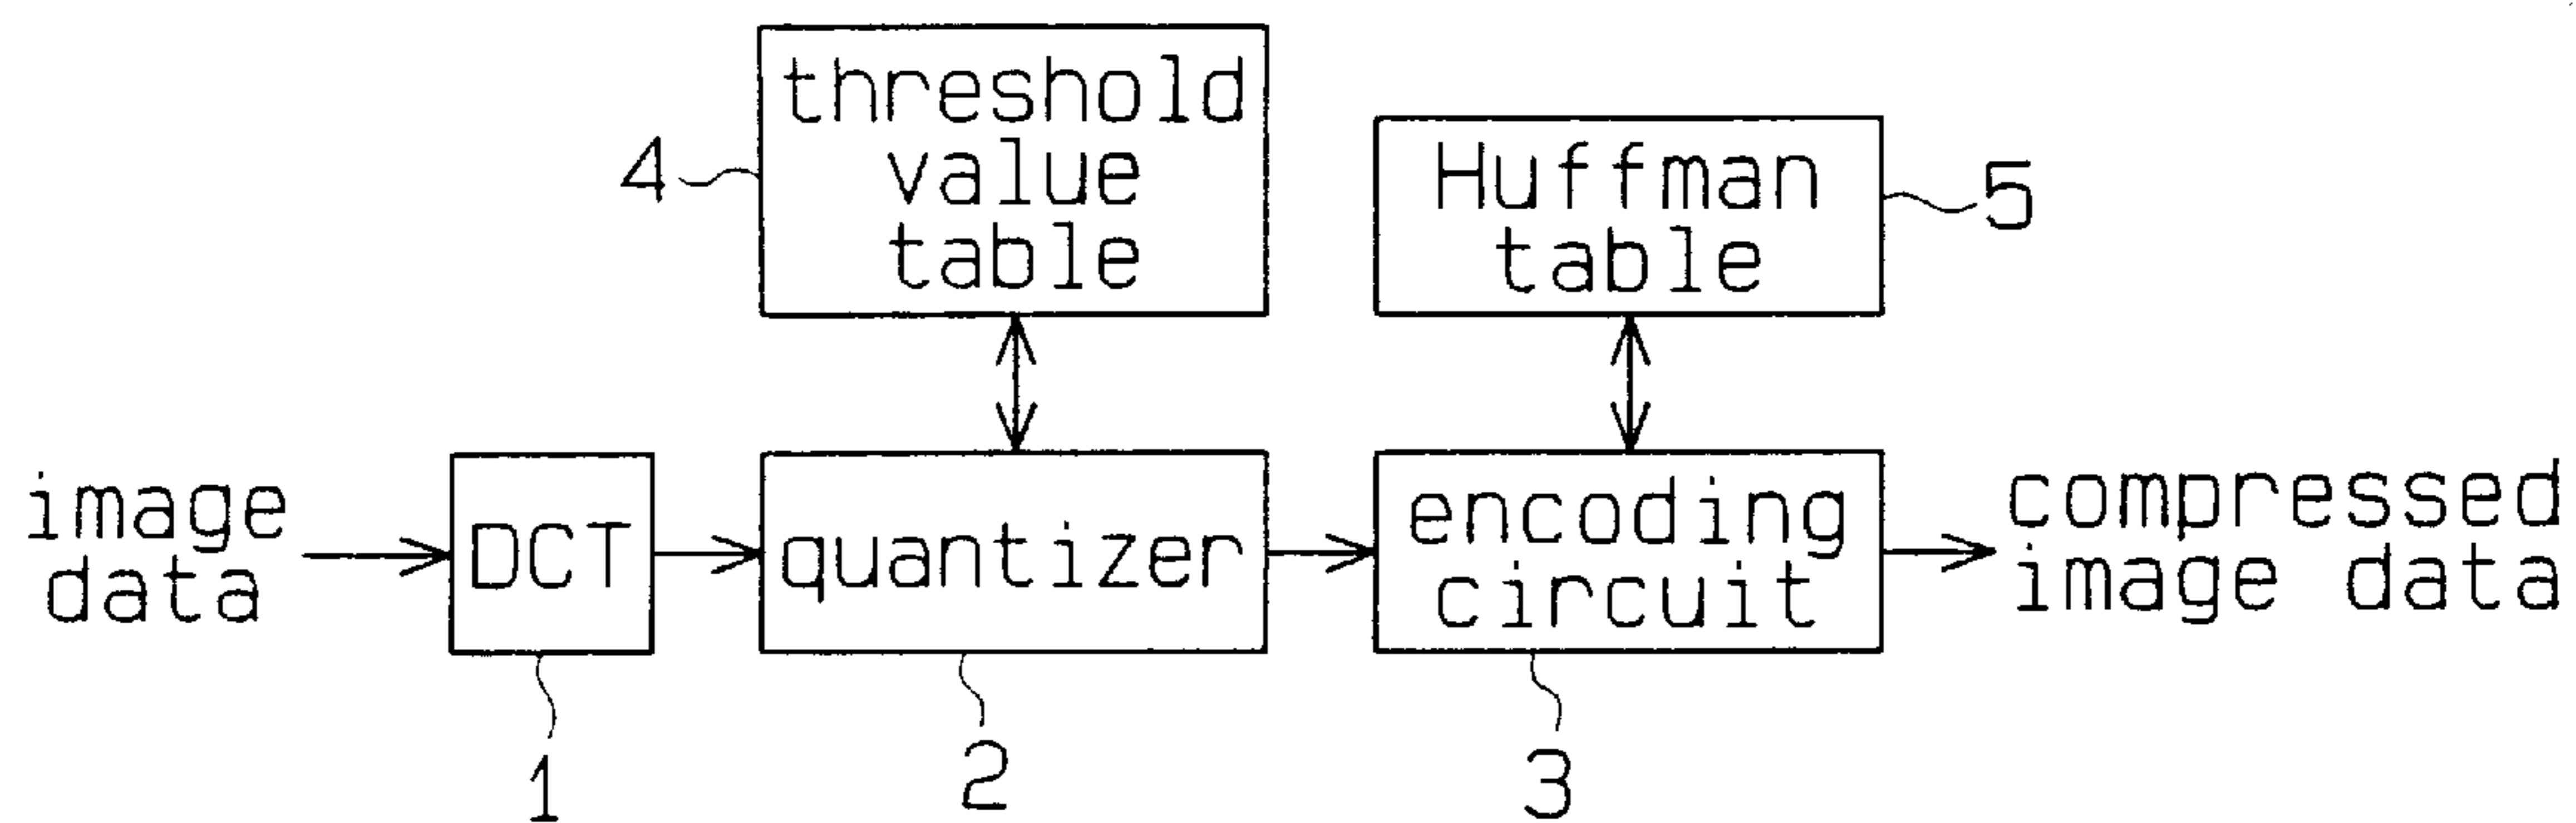 threshold
value
table
4
Huffman
table
5
image
data
DCT
quantizer
encoding
circuit
compressed
image data
1
2
3